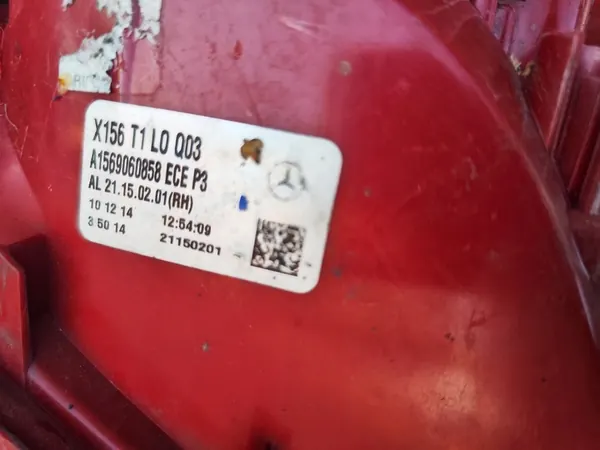 X156 T1 LO Q03
A1569060858 ECE P3
AL 21.15.02.01(RH)
10 12 14 12:54:09
3 50 14 21150201